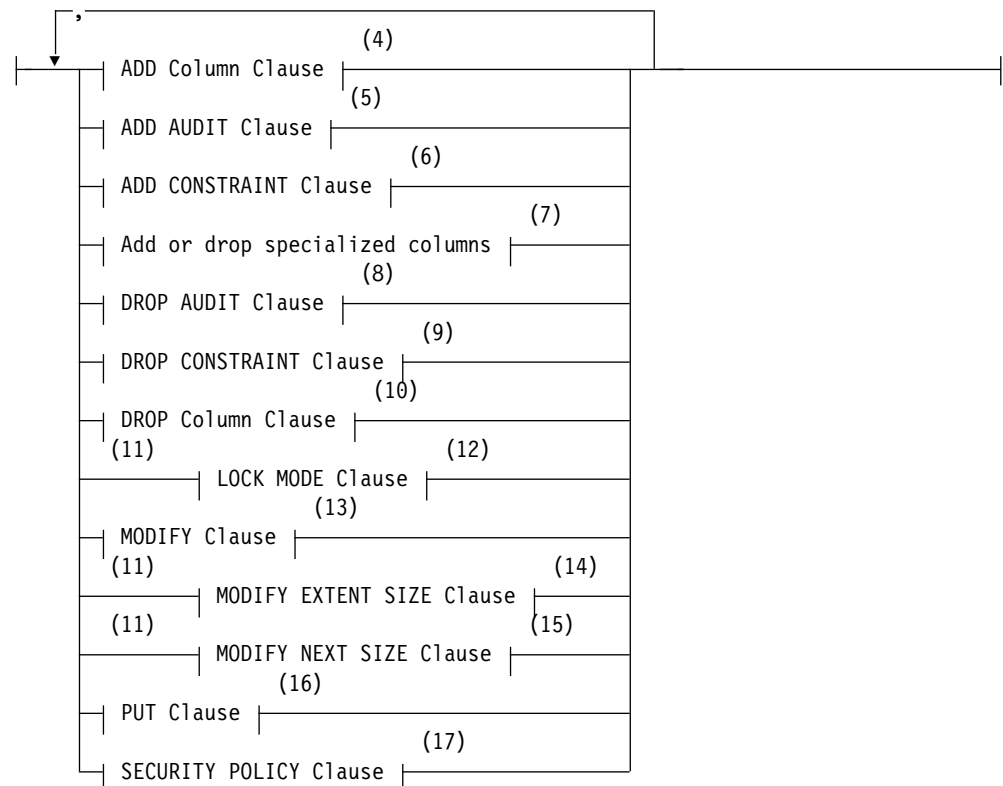 ,
(4)
ADD Column Clause
(5)
ADD AUDIT Clause
(6)
ADD CONSTRAINT Clause
(7)
Add or drop specialized columns
(8)
DROP AUDIT Clause
(9)
DROP CONSTRAINT Clause
(10)
DROP Column Clause
(11) (12)
LOCK MODE Clause
(13)
MODIFY Clause
(11) (14)
MODIFY EXTENT SIZE Clause
(11) (15)
MODIFY NEXT SIZE Clause
(16)
PUT Clause
(17)
SECURITY POLICY Clause